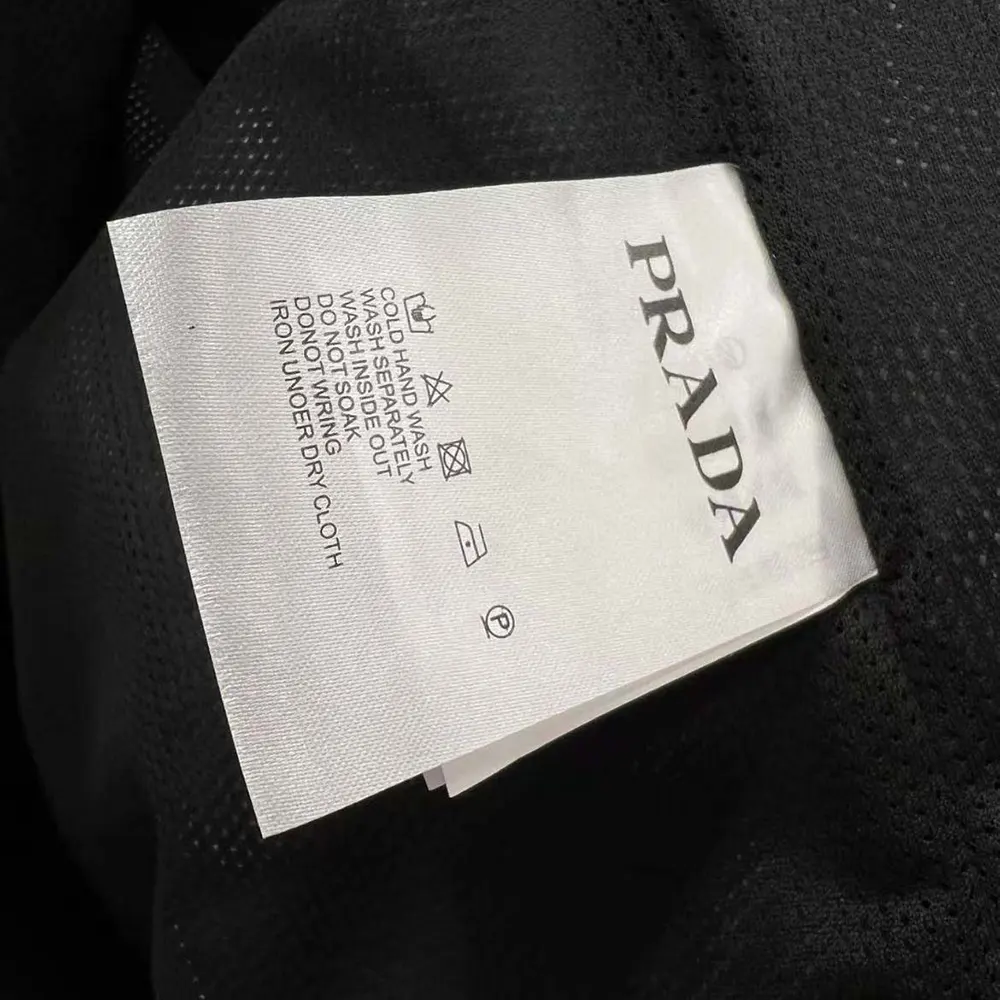 PRADA
P
COLD HAND WASH
WASH SEPARATELY
WASH INSIDE OUT
DO NOT SOAK
DONOT WRING
IRON UNOER DRY CLOTH